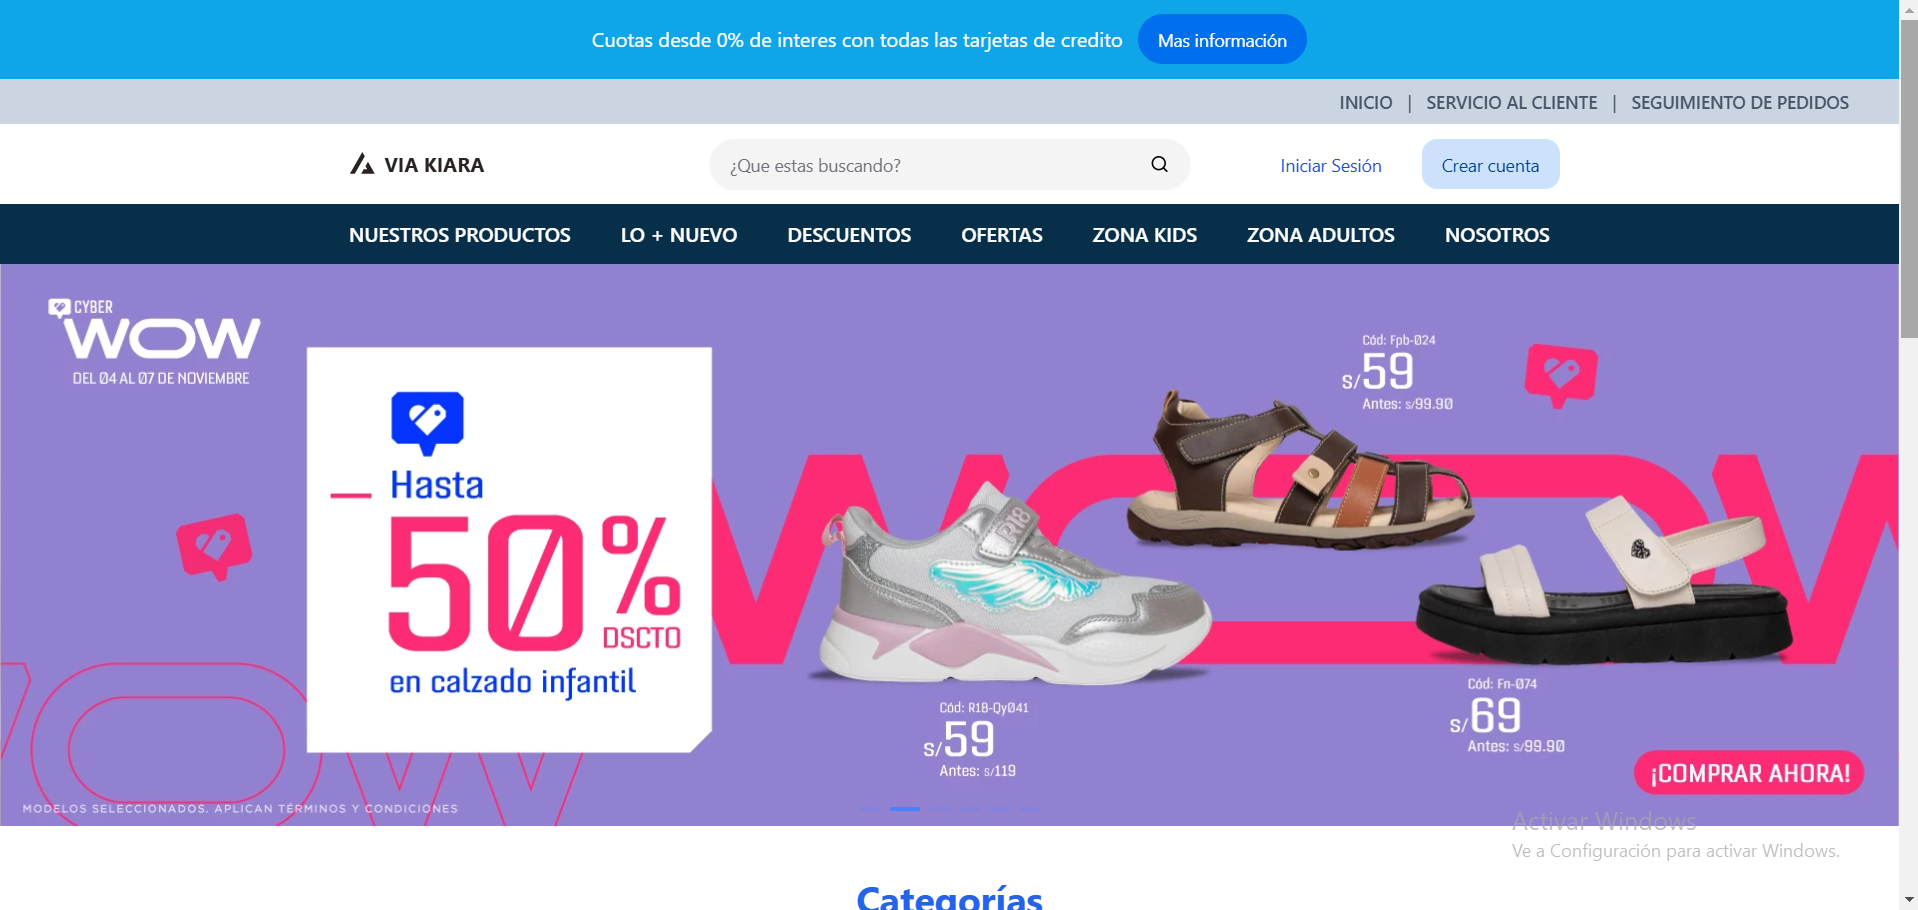 Cuotas desde 0% de interes con todas las tarjetas de credito Mas información
INICIO | SERVICIO AL CLIENTE | SEGUIMIENTO DE PEDIDOS
VIA KIARA ¿Que estas buscando? Iniciar Sesión Crear cuenta
NUESTROS PRODUCTOS LO + NUEVO DESCUENTOS OFERTAS ZONA KIDS ZONA ADULTOS NOSOTROS
CYBER
WOW
DEL 04 AL 07 DE NOVIEMBRE
Hasta
50%
DSCTO
en calzado infantil
Cód: Fpb-024
S/59
Antes: s/99.90
WOW
R18
Cód: R18-Qy041
S/59
Antes: s/119
Cód: Fn-074
S/69
Antes: s/99.90
¡COMPRAR AHORA!
MODELOS SELECCIONADOS. APLICAN TÉRMINOS Y CONDICIONES
Activar Windows
Ve a Configuración para activar Windows.
Categorías